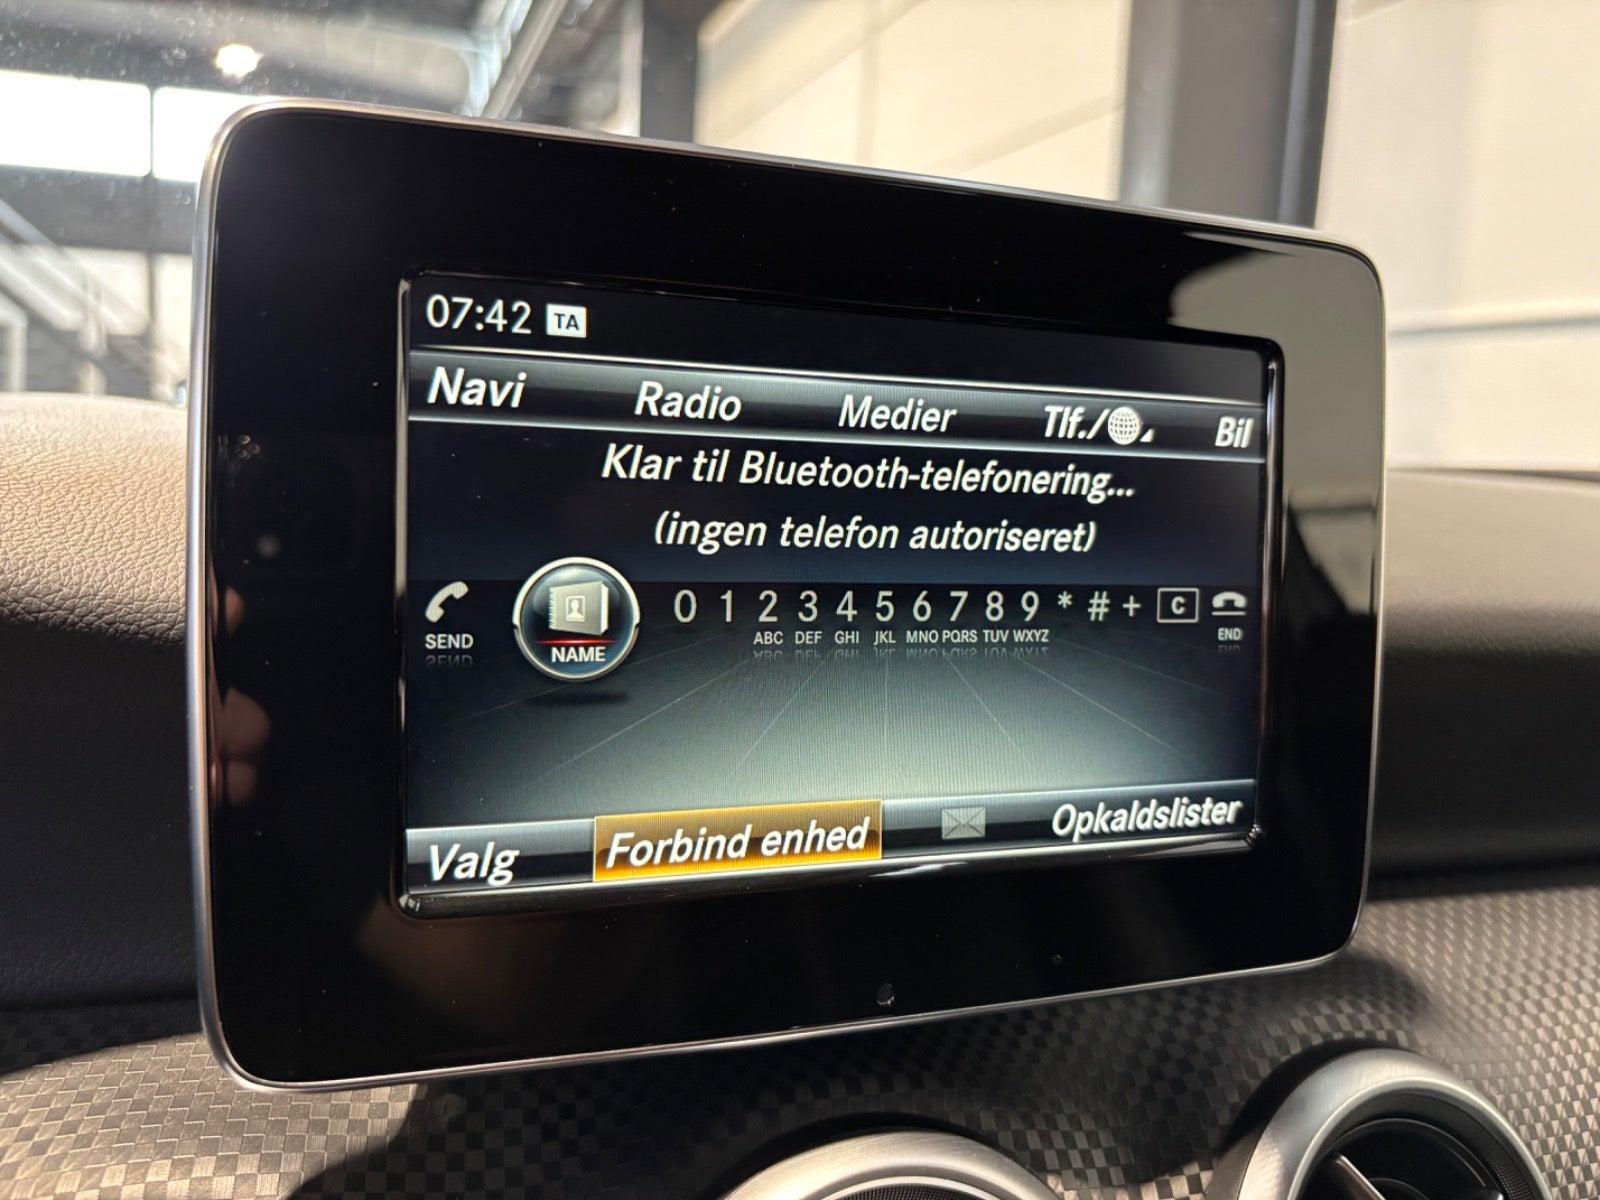 07:42 TA
Navi Radio Medier Tlf./ Bil
Klar til Bluetooth-telefonering...
(ingen telefon autoriseret)
0 1 2 3 4 5 6 7 8 9 * # + C
SEND NAME ABC DEF GHI JKL MNO PQRS TUV WXYZ END
Valg Forbind enhed Opkaldslister